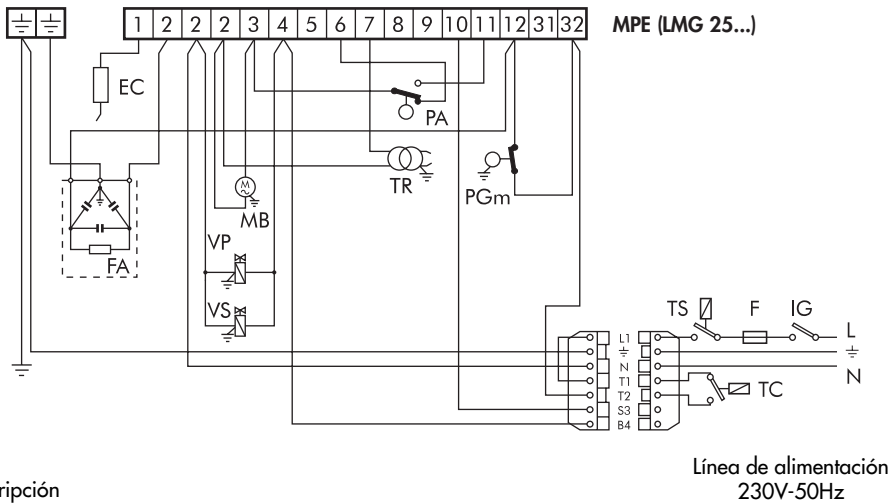 1 2 2 2 3 4 5 6 7 8 9 10 11 12 31 32 MPE (LMG 25...)
EC
PA
TR
PGm
M
~
MB
FA
VP
VS
TS F IG
L1 L
N N
T1
T2 TC
S3
B4
Línea de alimentación
230V-50Hz
ripción